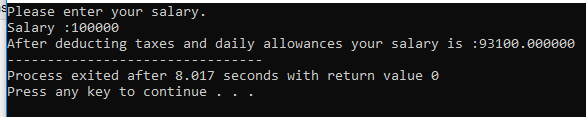 Please enter your salary.
Salary :100000
After deducting taxes and daily allowances your salary is :93100.000000
--------------------------------
Process exited after 8.017 seconds with return value 0
Press any key to continue . . .